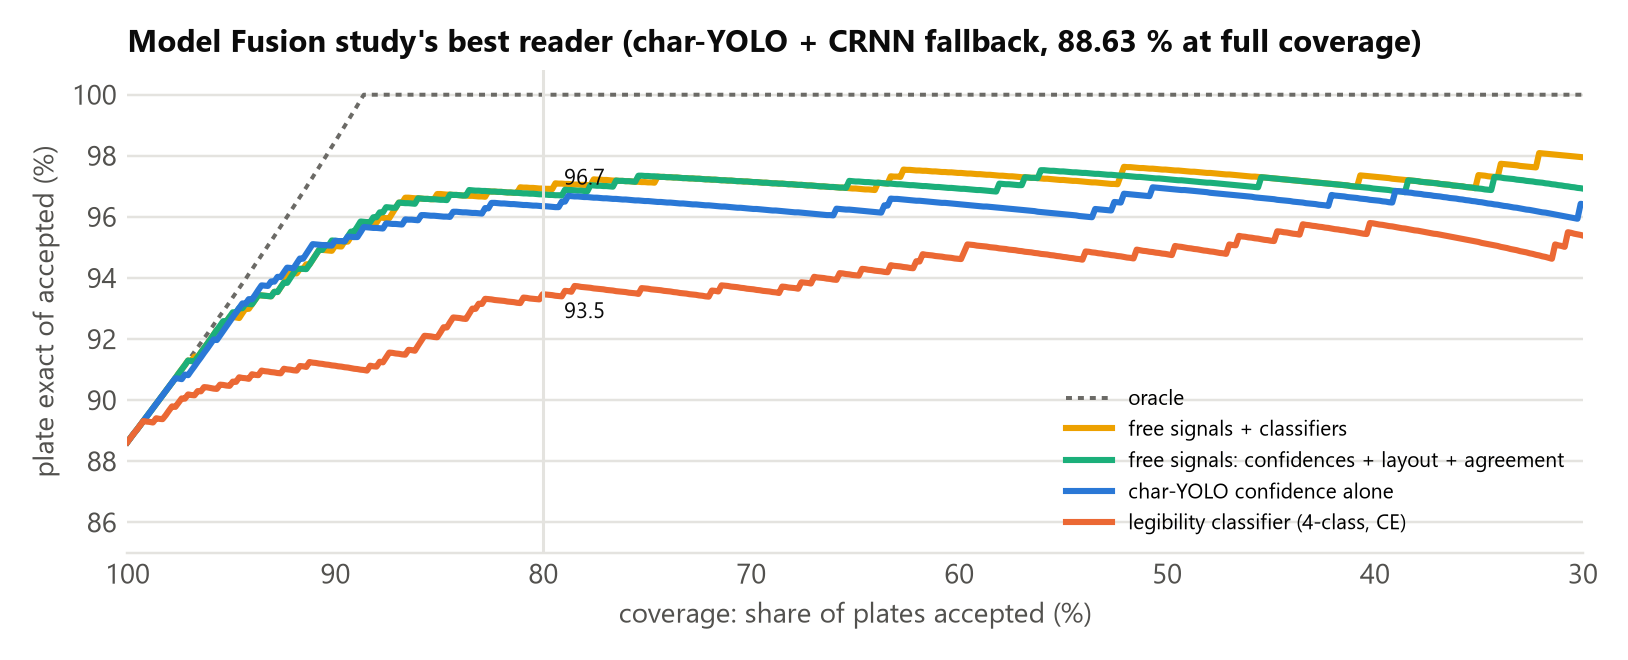 Model Fusion study's best reader (char-YOLO + CRNN fallback, 88.63 % at full coverage)
plate exact of accepted (%)
100
98
96
94
92
90
88
86
96.7
93.5
oracle
free signals + classifiers
free signals: confidences + layout + agreement
char-YOLO confidence alone
legibility classifier (4-class, CE)
100 90 80 70 60 50 40 30
coverage: share of plates accepted (%)